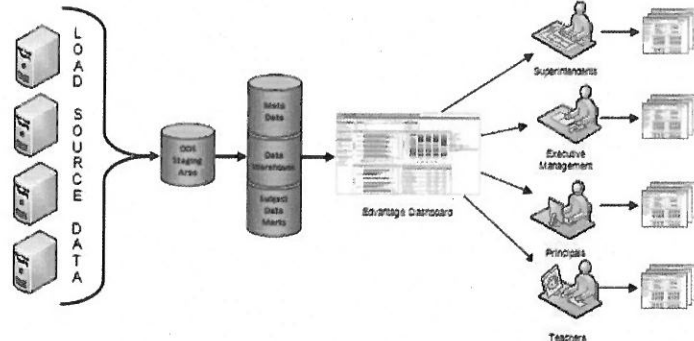 LOAD SOURCE DATA
ODS
Staging
Area
Meta
Data
Data
Warehouse
Subject
Data
Marts
Edvantage Dashboard
Superintendents
Executive
Management
Principals
Teachers